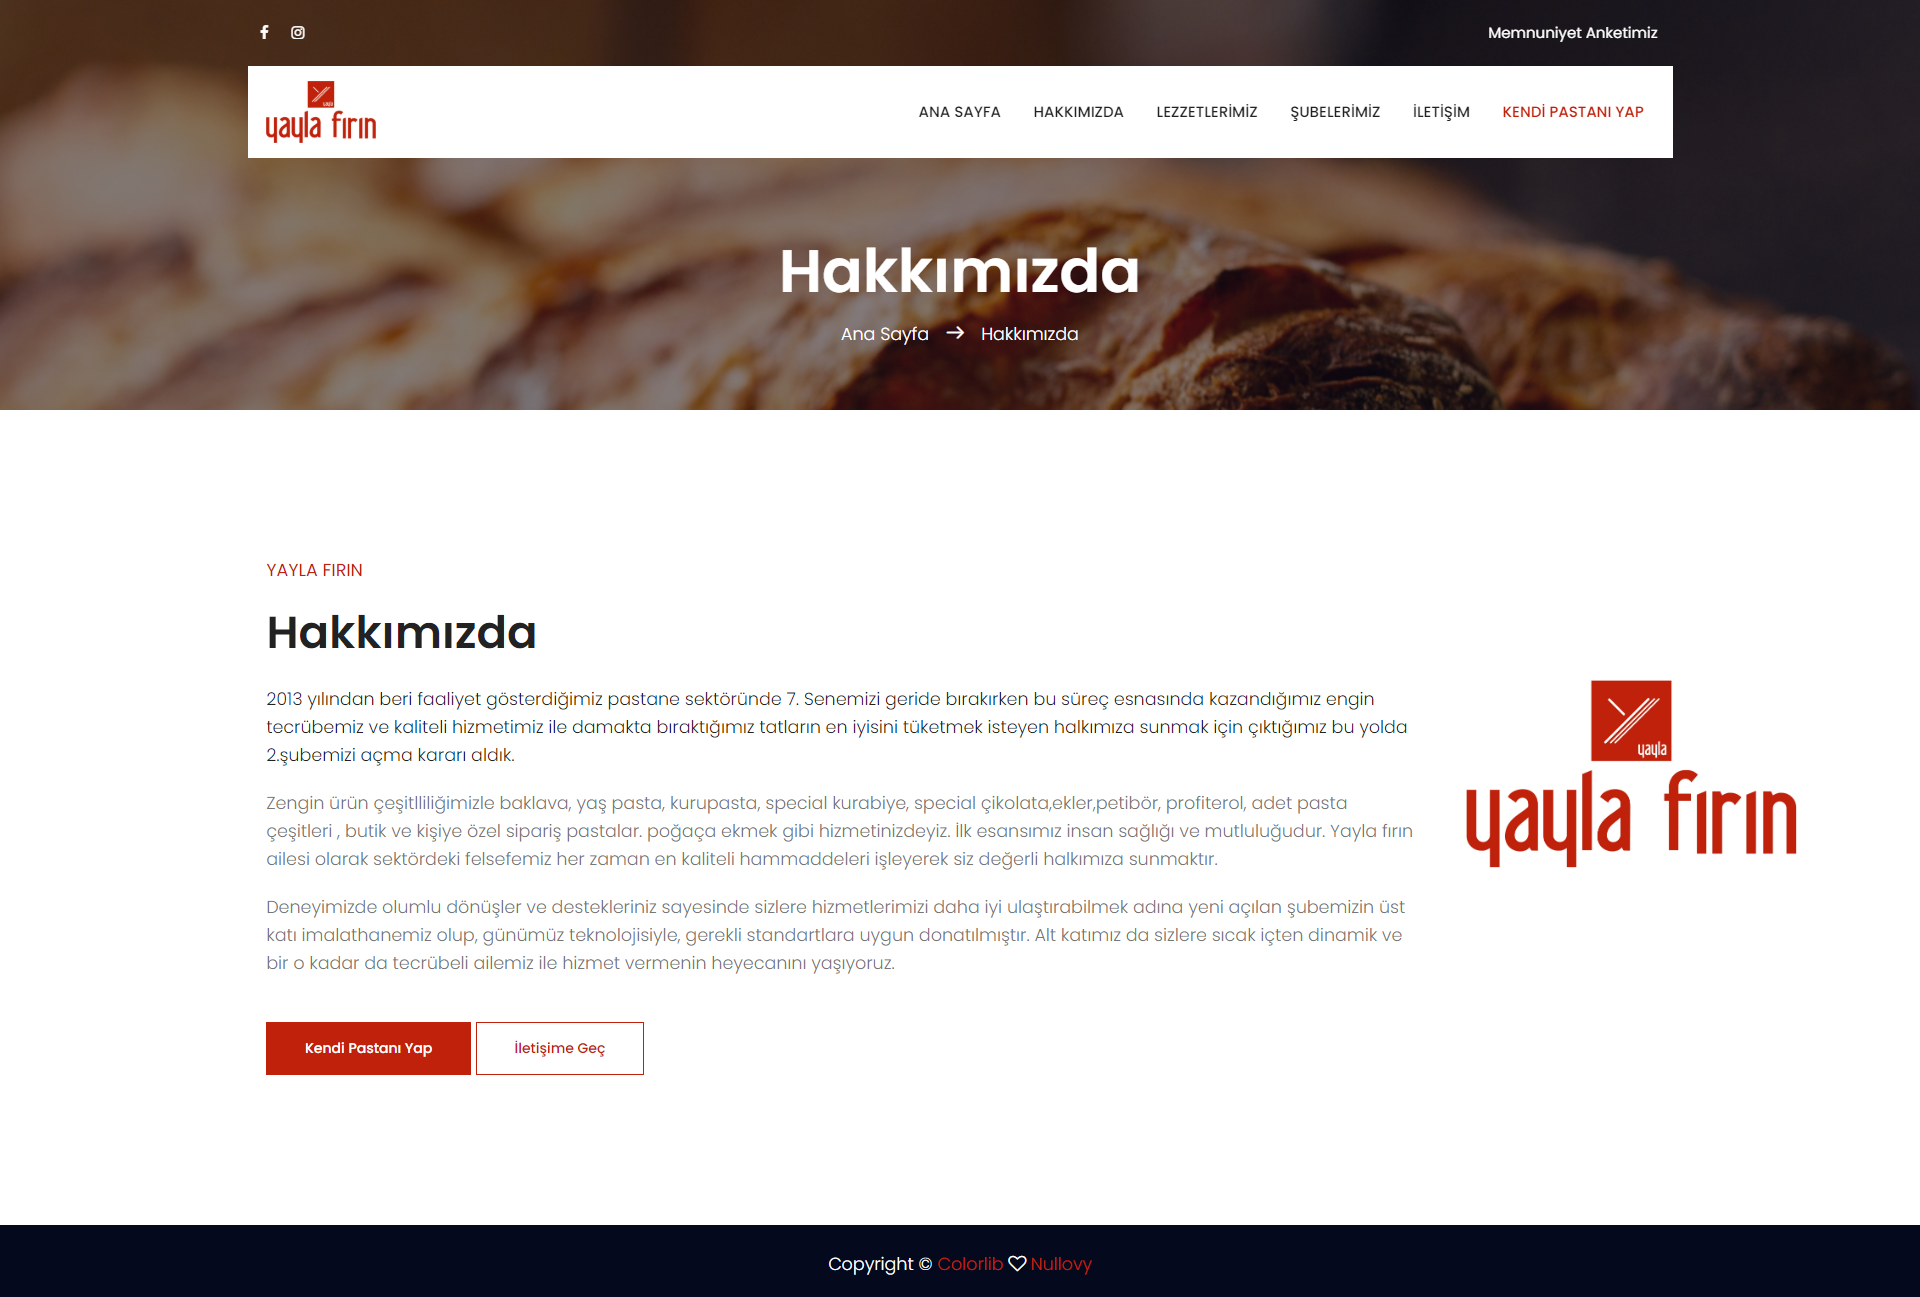 Memnuniyet Anketimiz
yayla
yayla fırın
ANA SAYFA
HAKKIMIZDA
LEZZETLERİMİZ
ŞUBELERİMİZ
İLETİŞİM
KENDİ PASTANI YAP
Hakkımızda
Ana Sayfa → Hakkımızda
YAYLA FIRIN
Hakkımızda
2013 yılından beri faaliyet gösterdiğimiz pastane sektöründe 7. Senemizi geride bırakırken bu süreç esnasında kazandığımız engin
tecrübemiz ve kaliteli hizmetimiz ile damakta bıraktığımız tatların en iyisini tüketmek isteyen halkımıza sunmak için çıktığımız bu yolda
2.şubemizi açma kararı aldık.
Zengin ürün çeşitlliliğimizle baklava, yaş pasta, kurupasta, special kurabiye, special çikolata,ekler,petibör, profiterol, adet pasta
çeşitleri , butik ve kişiye özel sipariş pastalar. poğaça ekmek gibi hizmetinizdeyiz. İlk esansımız insan sağlığı ve mutluluğudur. Yayla fırın
ailesi olarak sektördeki felsefemiz her zaman en kaliteli hammaddeleri işleyerek siz değerli halkımıza sunmaktır.
Deneyimizde olumlu dönüşler ve destekleriniz sayesinde sizlere hizmetlerimizi daha iyi ulaştırabilmek adına yeni açılan şubemizin üst
katı imalathanemiz olup, günümüz teknolojisiyle, gerekli standartlara uygun donatılmıştır. Alt katımız da sizlere sıcak içten dinamik ve
bir o kadar da tecrübeli ailemiz ile hizmet vermenin heyecanını yaşıyoruz.
Kendi Pastanı Yap
İletişime Geç
yayla
yayla fırın
Copyright © Colorlib ♡ Nullovy